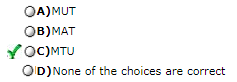 A)MUT
B)MAT
C)MTU
D)None of the choices are correct